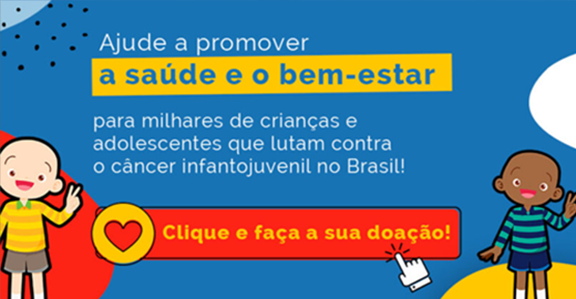 Ajude a promover
a saúde e o bem-estar
para milhares de crianças e
adolescentes que lutam contra
o câncer infantojuvenil no Brasil!
Clique e faça a sua doação!